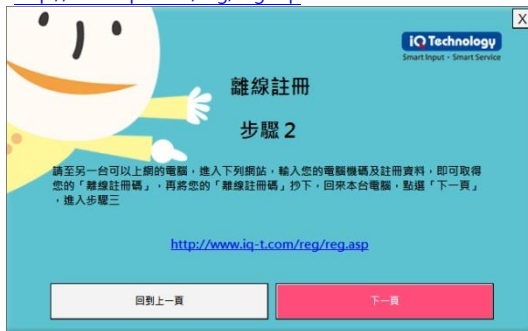 X
iQ Technology
Smart Input - Smart Service
離線註冊
步驟 2
請至另一台可以上網的電腦，進入下列網站，輸入您的電腦機碼及註冊資料，即可取得
您的「離線註冊碼」，再將您的「離線註冊碼」抄下，回來本台電腦，點選「下一頁」
，進入步驟三
http://www.iq-t.com/reg/reg.asp
回到上一頁
下一頁